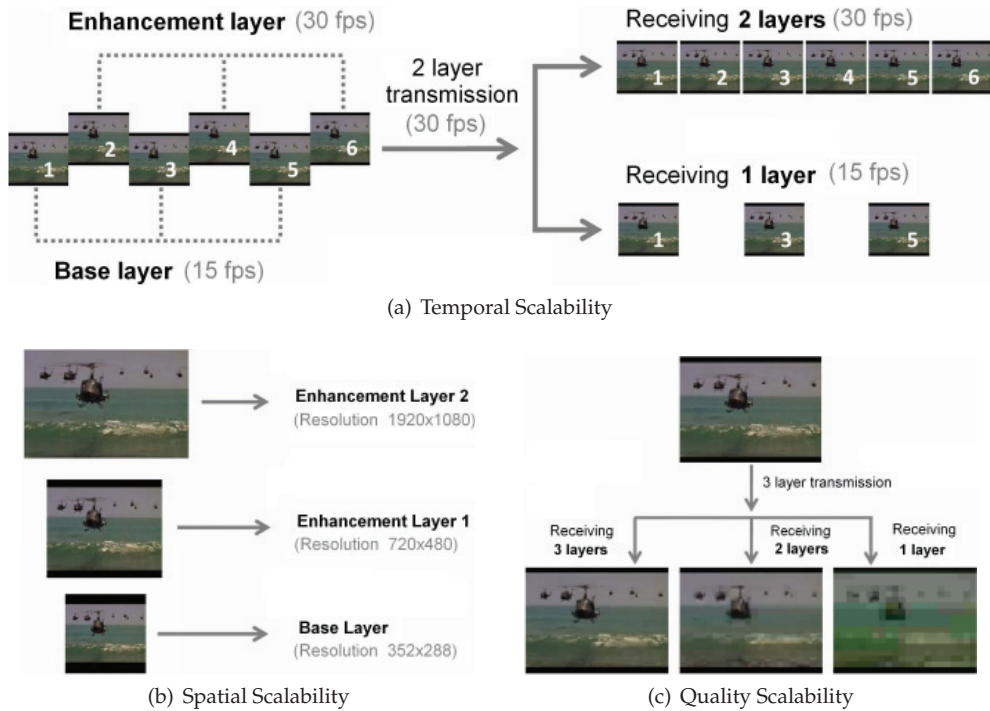 Enhancement layer (30 fps)
2 layer
transmission
(30 fps)
Receiving 2 layers (30 fps)
1 2 3 4 5 6
1 2 3 4 5 6
Receiving 1 layer (15 fps)
1 3 5
Base layer (15 fps)
(a) Temporal Scalability
Enhancement Layer 2
(Resolution 1920x1080)
Enhancement Layer 1
(Resolution 720x480)
Base Layer
(Resolution 352x288)
(b) Spatial Scalability
3 layer transmission
Receiving
3 layers
Receiving
2 layers
Receiving
1 layer
(c) Quality Scalability